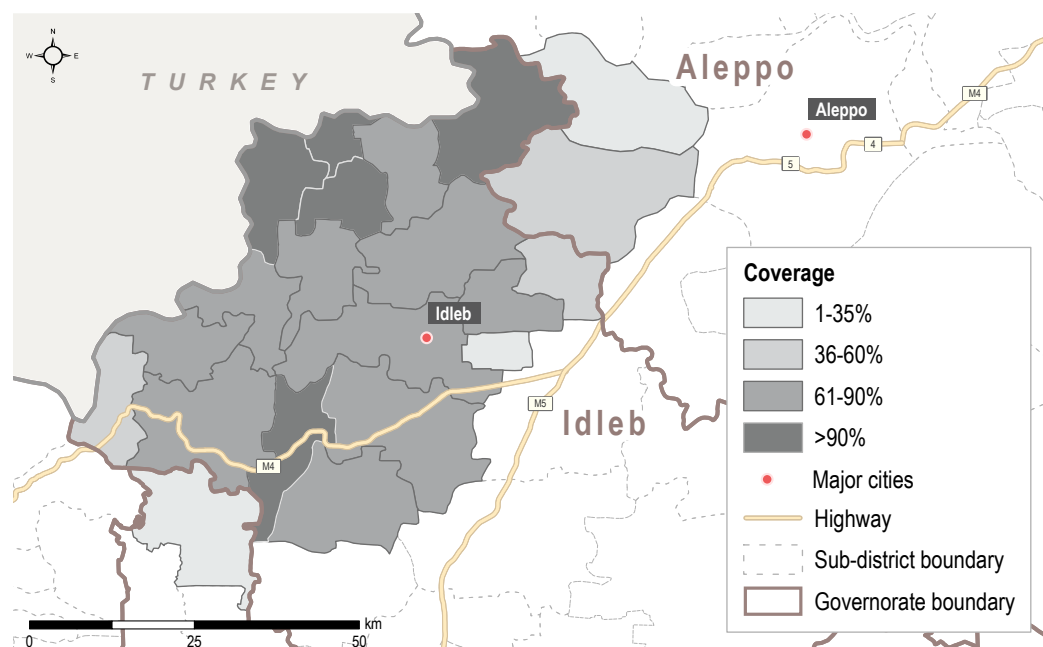 N
W E
S
TURKEY
Aleppo
Aleppo
M4
4
5
Idleb
M5
Idleb
M4
Coverage
1-35%
36-60%
61-90%
>90%
Major cities
Highway
Sub-district boundary
Governorate boundary
km
0 25 50